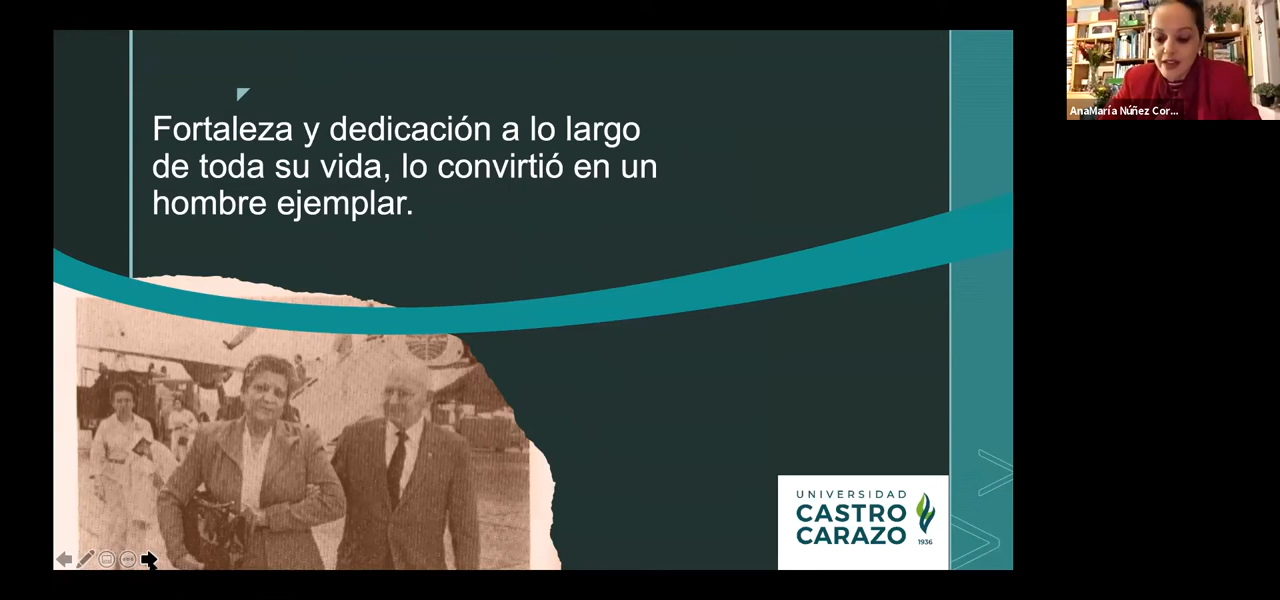 Fortaleza y dedicación a lo largo
de toda su vida, lo convirtió en un
hombre ejemplar.
UNIVERSIDAD
CASTRO
CARAZO
1936
AnaMaría Núñez Cor...